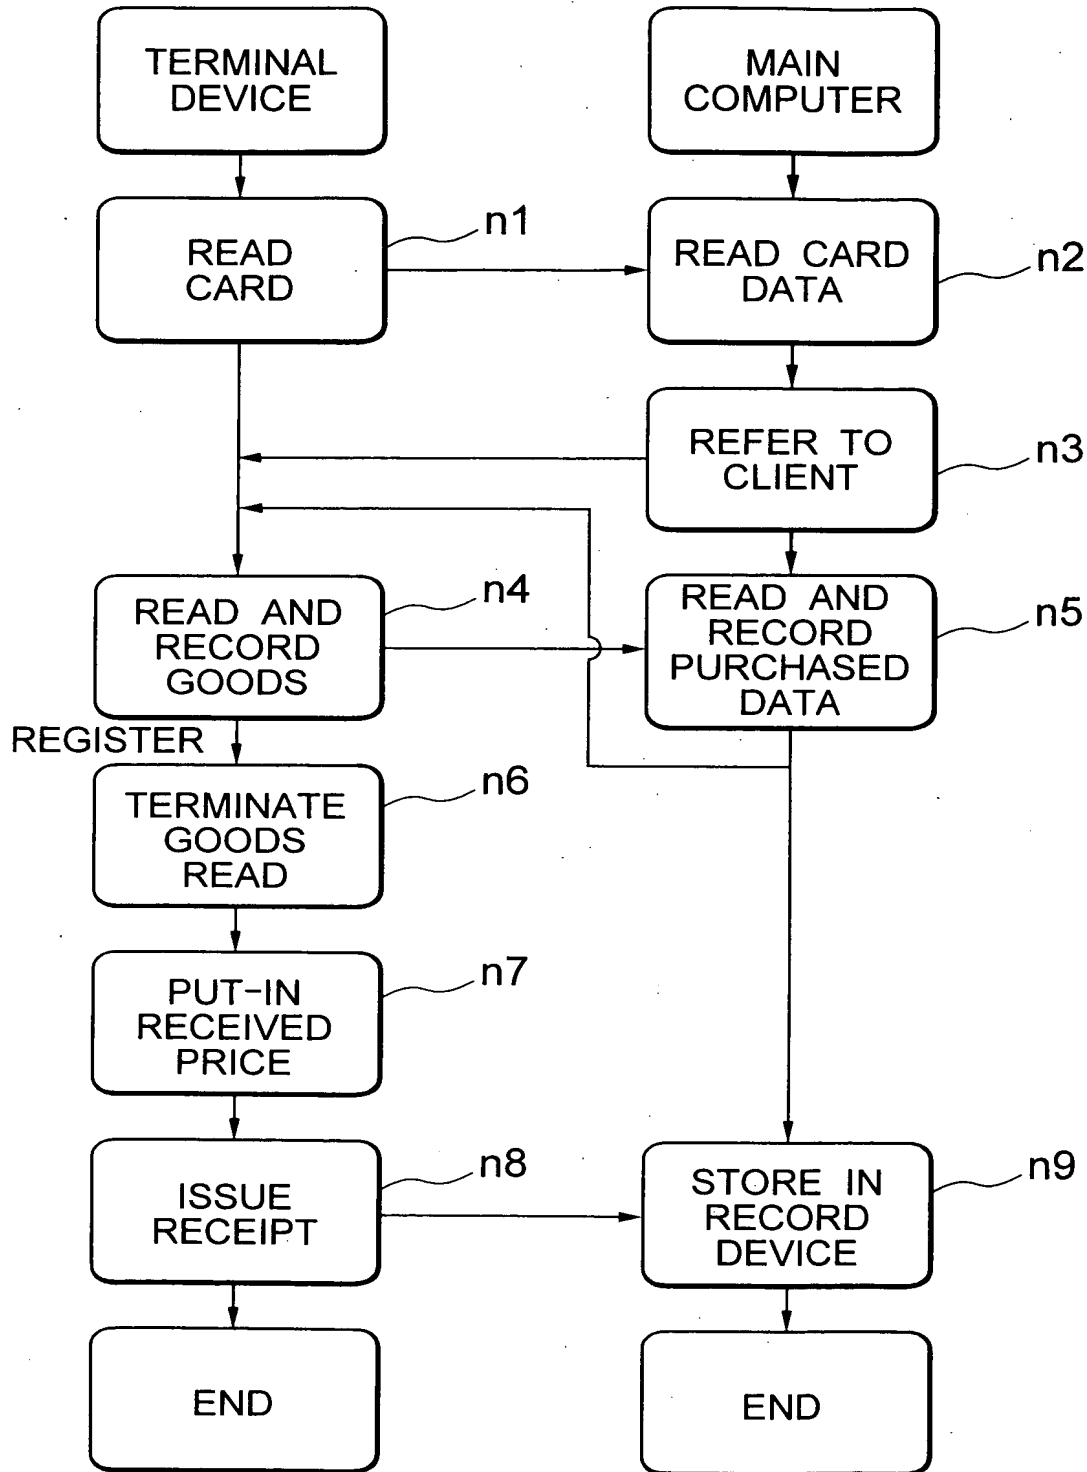 TERMINAL
DEVICE
MAIN
COMPUTER
READ
CARD
n1
READ CARD
DATA
n2
REFER TO
CLIENT
n3
READ AND
RECORD
GOODS
n4
READ AND
RECORD
PURCHASED
DATA
n5
REGISTER
TERMINATE
GOODS
READ
n6
PUT-IN
RECEIVED
PRICE
n7
ISSUE
RECEIPT
n8
STORE IN
RECORD
DEVICE
n9
END
END